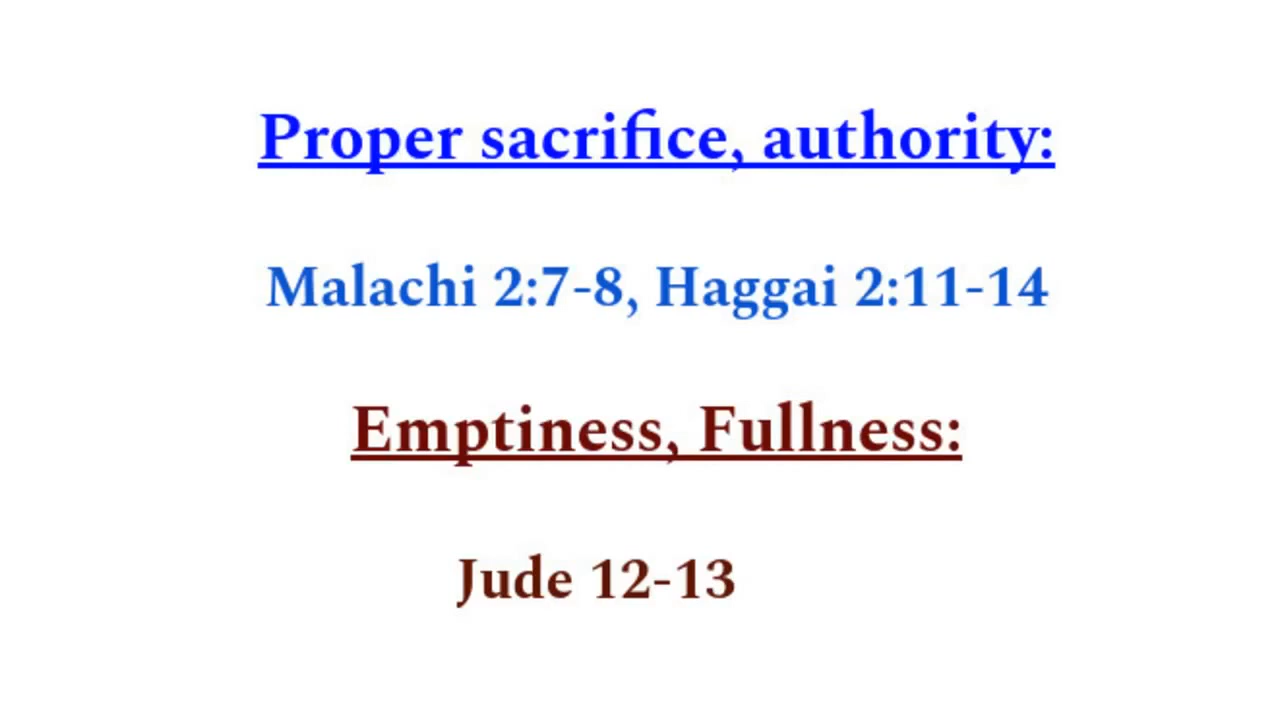 Proper sacrifice, authority:
Malachi 2:7-8, Haggai 2:11-14
Emptiness, Fullness:
Jude 12-13